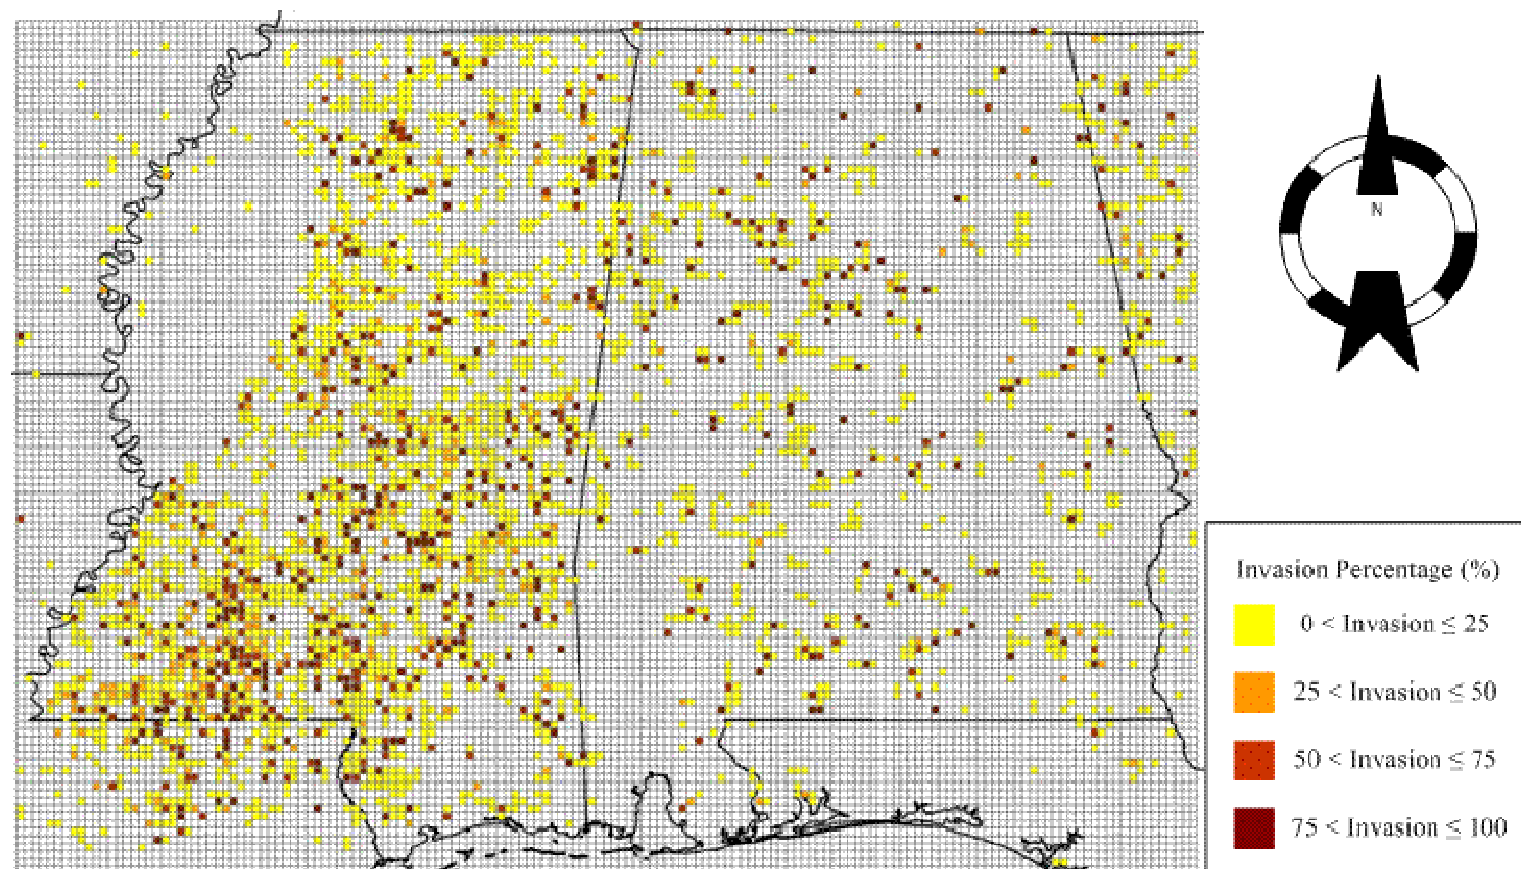 N
Invasion Percentage (%)
0 < Invasion ≤ 25
25 < Invasion ≤ 50
50 < Invasion ≤ 75
75 < Invasion ≤ 100